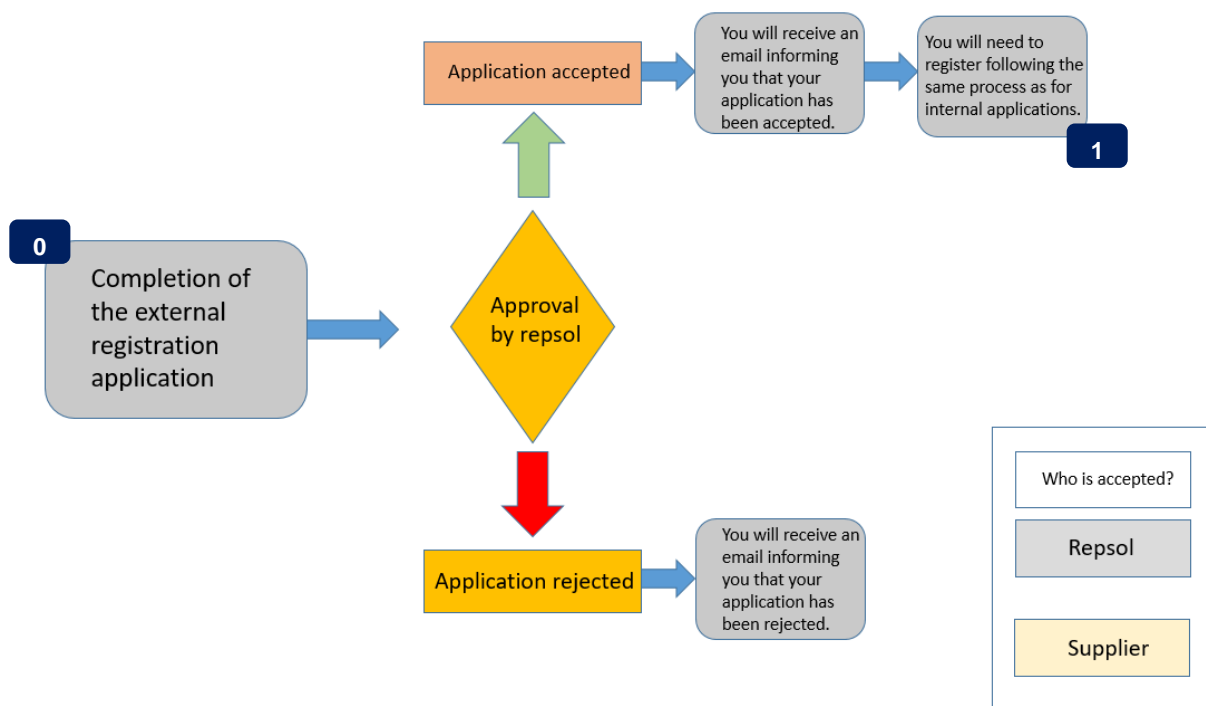 0
Completion of
the external
registration
application
Approval
by repsol
Application accepted
You will receive an
email informing
you that your
application has
been accepted.
You will need to
register following the
same process as for
internal applications.
1
Application rejected
You will receive an
email informing
you that your
application has
been rejected.
Who is accepted?
Repsol
Supplier